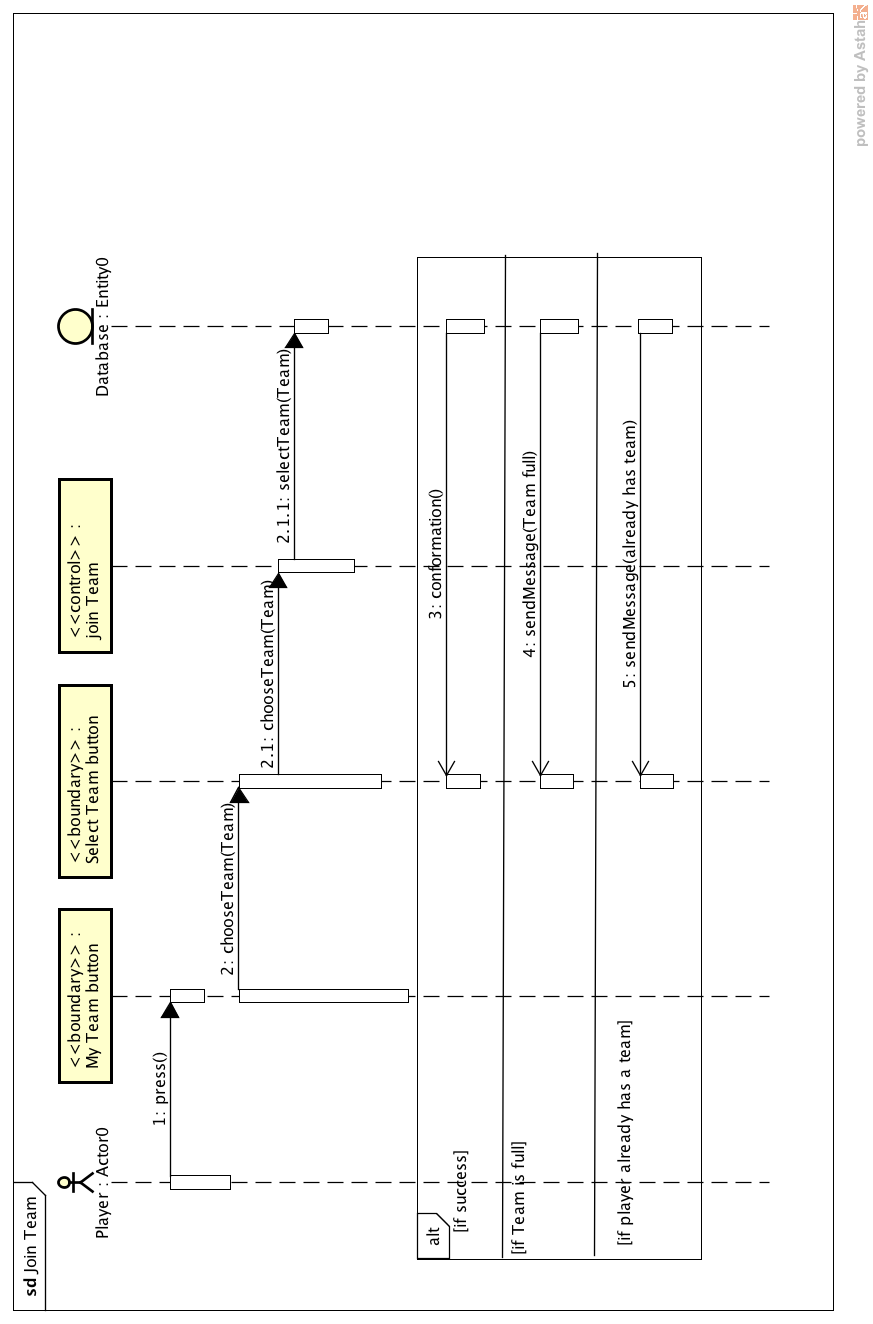 sd Join Team
Player : Actor0
<<boundary>> :
My Team button
<<boundary>> :
Select Team button
<<control>> :
join Team
Database : Entity0
1: press()
2: chooseTeam(Team)
2.1: chooseTeam(Team)
2.1.1: selectTeam(Team)
alt
[if success]
3: conformation()
[if Team is full]
4: sendMessage(Team full)
[if player already has a team]
5: sendMessage(already has team)
powered by Astah